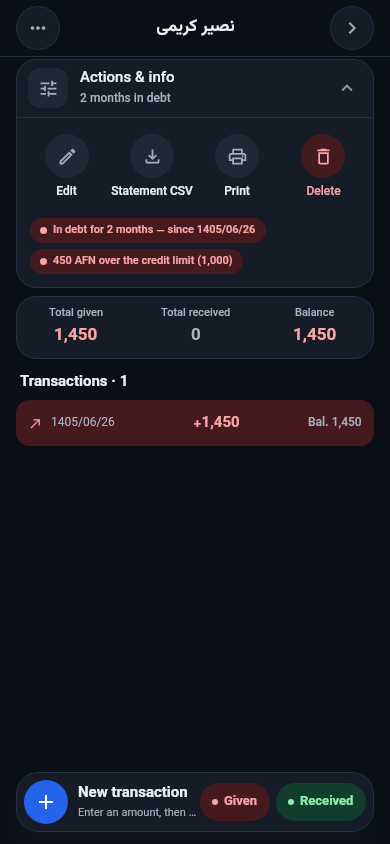 نصیر کریمی
Actions & info
2 months in debt
Edit
Statement CSV
Print
Delete
In debt for 2 months — since 1405/06/26
450 AFN over the credit limit (1,000)
Total given
Total received
Balance
1,450
0
1,450
Transactions · 1
1405/06/26
+1,450
Bal. 1,450
New transaction
Enter an amount, then ...
Given
Received